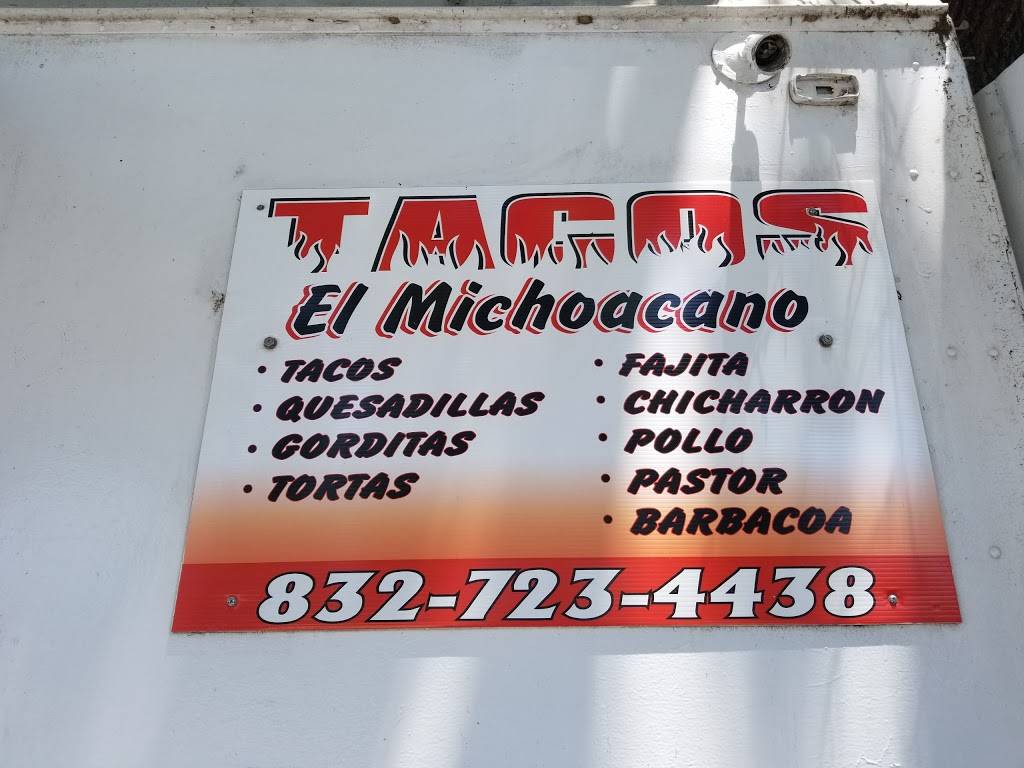 TACOS
El Michoacano
• TACOS
• QUESADILLAS
• GORDITAS
• TORTAS
• FAJITA
• CHICHARRON
• POLLO
• PASTOR
• BARBACOA
832-723-4438